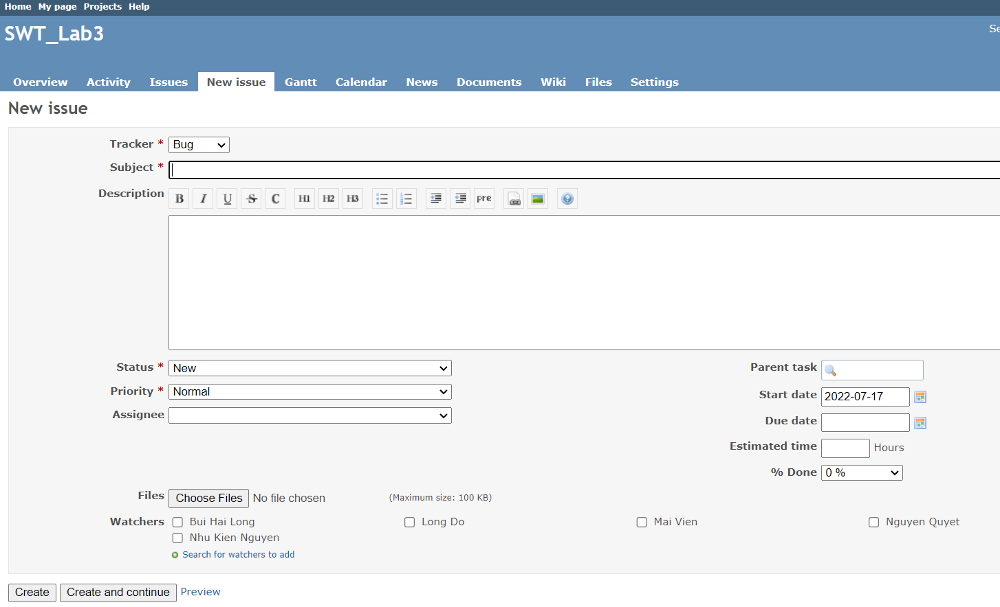 Home My page Projects Help
SWT_Lab3
Se
Overview Activity Issues New issue Gantt Calendar News Documents Wiki Files Settings
New issue
Tracker * Bug
Subject *
Description B I U S C H1 H2 H3 pre
Status * New
Parent task
Priority * Normal
Start date 2022-07-17
Assignee
Due date
Estimated time Hours
% Done 0 %
Files Choose Files No file chosen (Maximum size: 100 KB)
Watchers Bui Hai Long Long Do Mai Vien Nguyen Quyet
Nhu Kien Nguyen
Search for watchers to add
Create Create and continue Preview